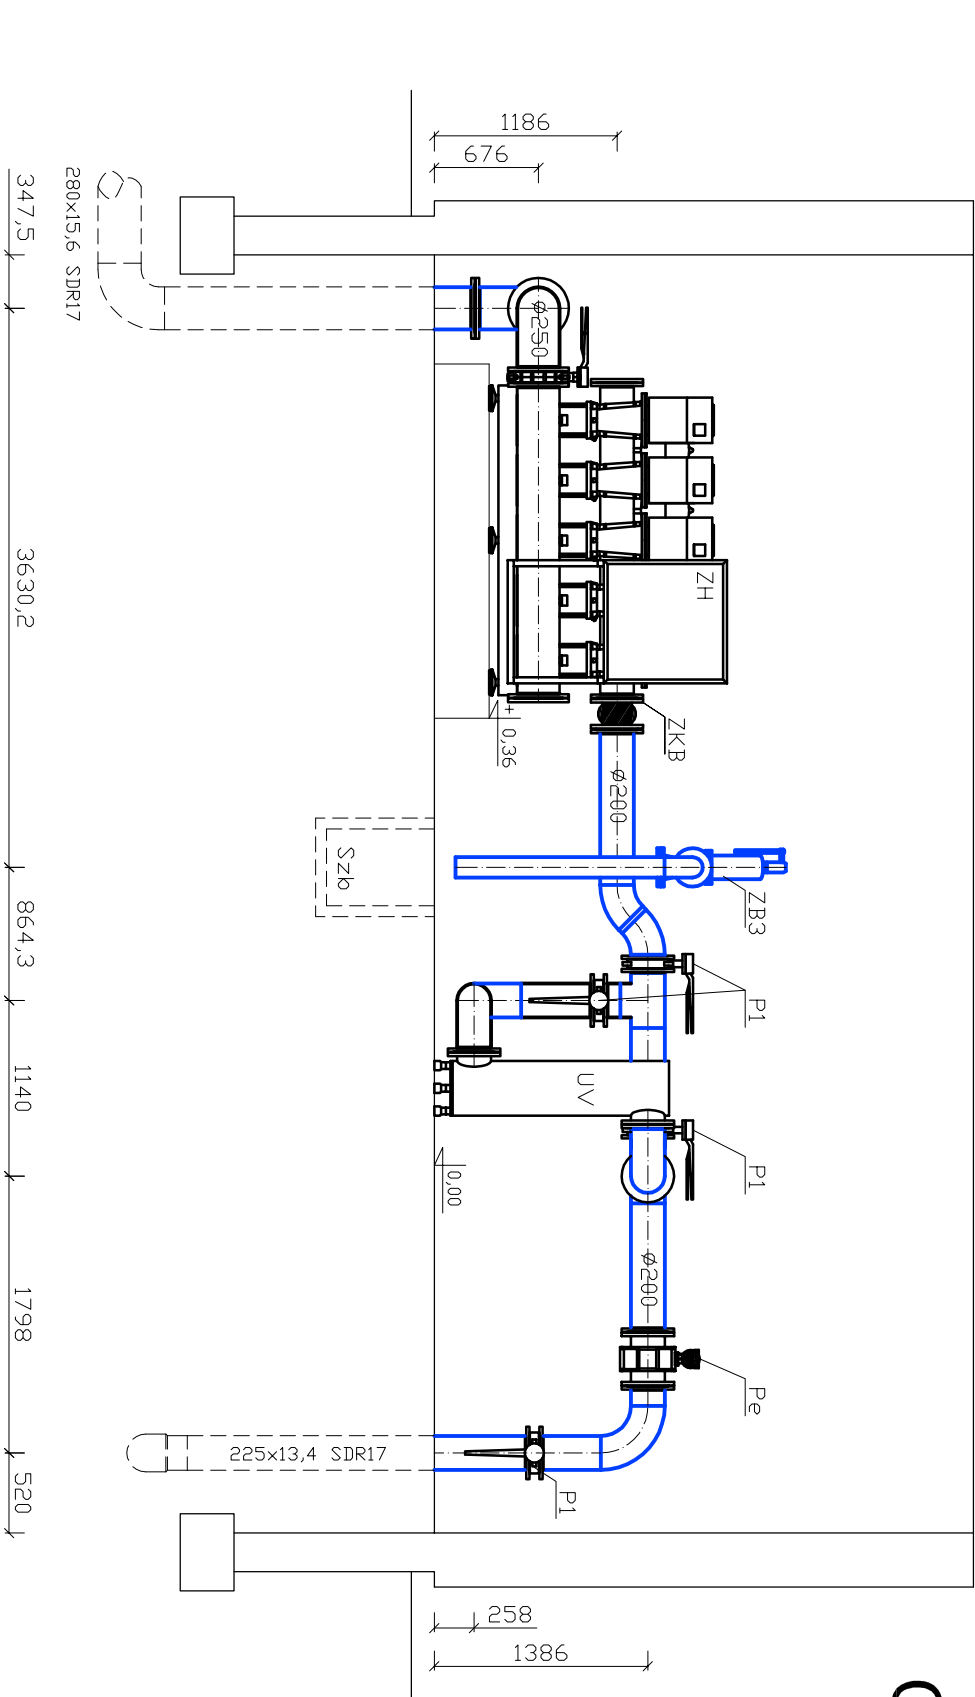 1186
676
280x15,6 SDR17
347,5
3630,2
864,3
1140
1798
520
ø250
ZH
ZKB
+ 0,36
ø200
Szb
ZB3
P1
UV
P1
0,00
ø200
Pe
225x13,4 SDR17
P1
258
1386